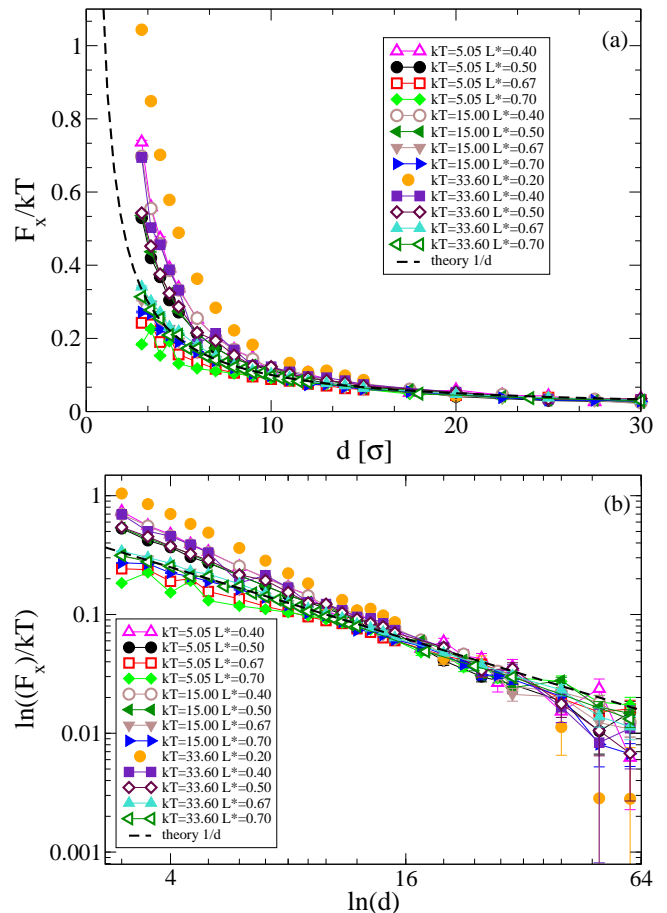 (a)
1
0.8
0.6
0.4
0.2
0
F_x/kT
kT=5.05 L*=0.40
kT=5.05 L*=0.50
kT=5.05 L*=0.67
kT=5.05 L*=0.70
kT=15.00 L*=0.40
kT=15.00 L*=0.50
kT=15.00 L*=0.67
kT=15.00 L*=0.70
kT=33.60 L*=0.20
kT=33.60 L*=0.40
kT=33.60 L*=0.50
kT=33.60 L*=0.67
kT=33.60 L*=0.70
theory 1/d
0 10 20 30
d [σ]
(b)
1
0.1
0.01
0.001
ln((F_x)/kT)
kT=5.05 L*=0.40
kT=5.05 L*=0.50
kT=5.05 L*=0.67
kT=5.05 L*=0.70
kT=15.00 L*=0.40
kT=15.00 L*=0.50
kT=15.00 L*=0.67
kT=15.00 L*=0.70
kT=33.60 L*=0.20
kT=33.60 L*=0.40
kT=33.60 L*=0.50
kT=33.60 L*=0.67
kT=33.60 L*=0.70
theory 1/d
4 16 64
ln(d)